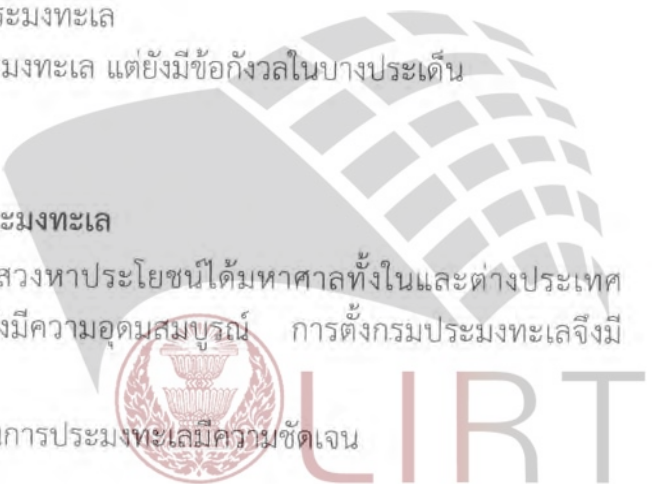 ระมงทะเล
มงทะเล แต่ยังมีข้อกังวลในบางประเด็น
ะมงทะเล
สวงหาประโยชน์ได้มหาศาลทั้งในและต่างประเทศ
งมีความอุดมสมบูรณ์ การตั้งกรมประมงทะเลจึงมี
นการประมงทะเลมีความชัดเจน
LIRT